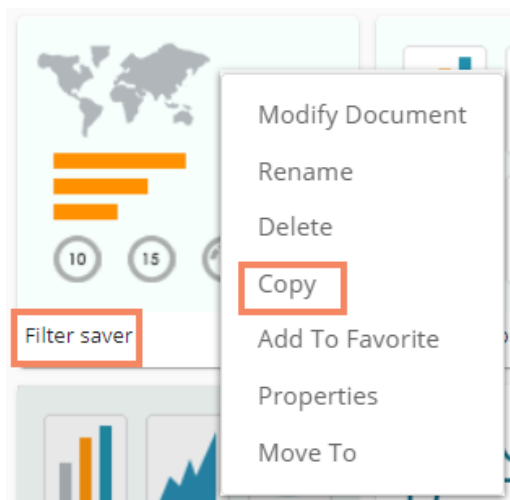 Modify Document
Rename
Delete
10
15
Copy
Filter saver
Add To Favorite
Properties
Move To